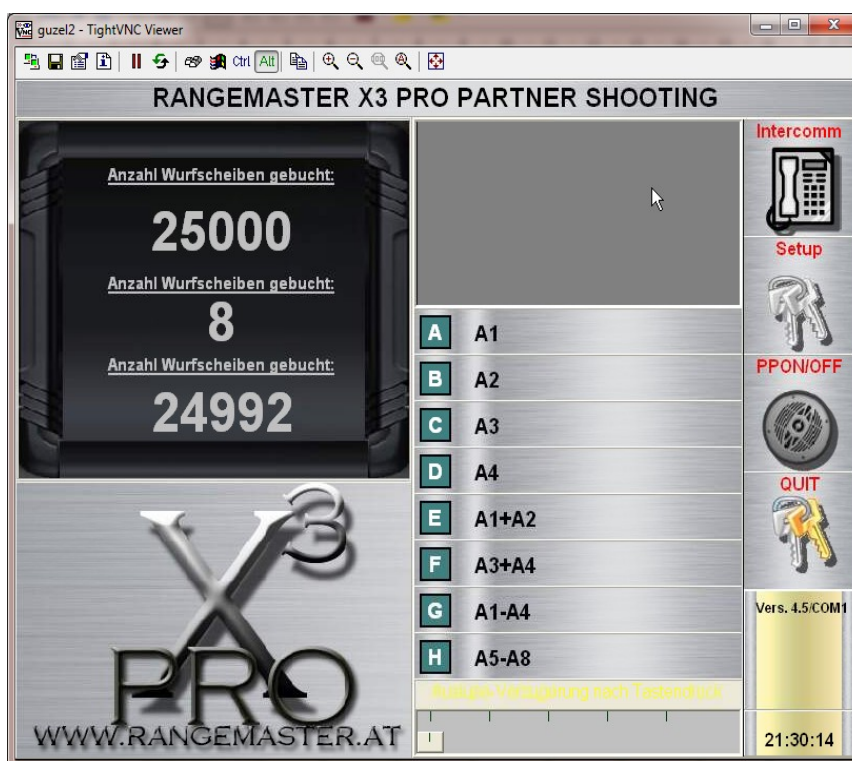 guzel2 - TightVNC Viewer
Ctrl Alt
RANGEMASTER X3 PRO PARTNER SHOOTING
Anzahl Wurfscheiben gebucht:
25000
Anzahl Wurfscheiben gebucht:
8
Anzahl Wurfscheiben gebucht:
24992
X3
PRO
WWW.RANGEMASTER.AT
A A1
B A2
C A3
D A4
E A1+A2
F A3+A4
G A1-A4
H A5-A8
nach Tastendruck
Intercomm
Setup
PPON/OFF
QUIT
Vers. 4.5/COM1
21:30:14